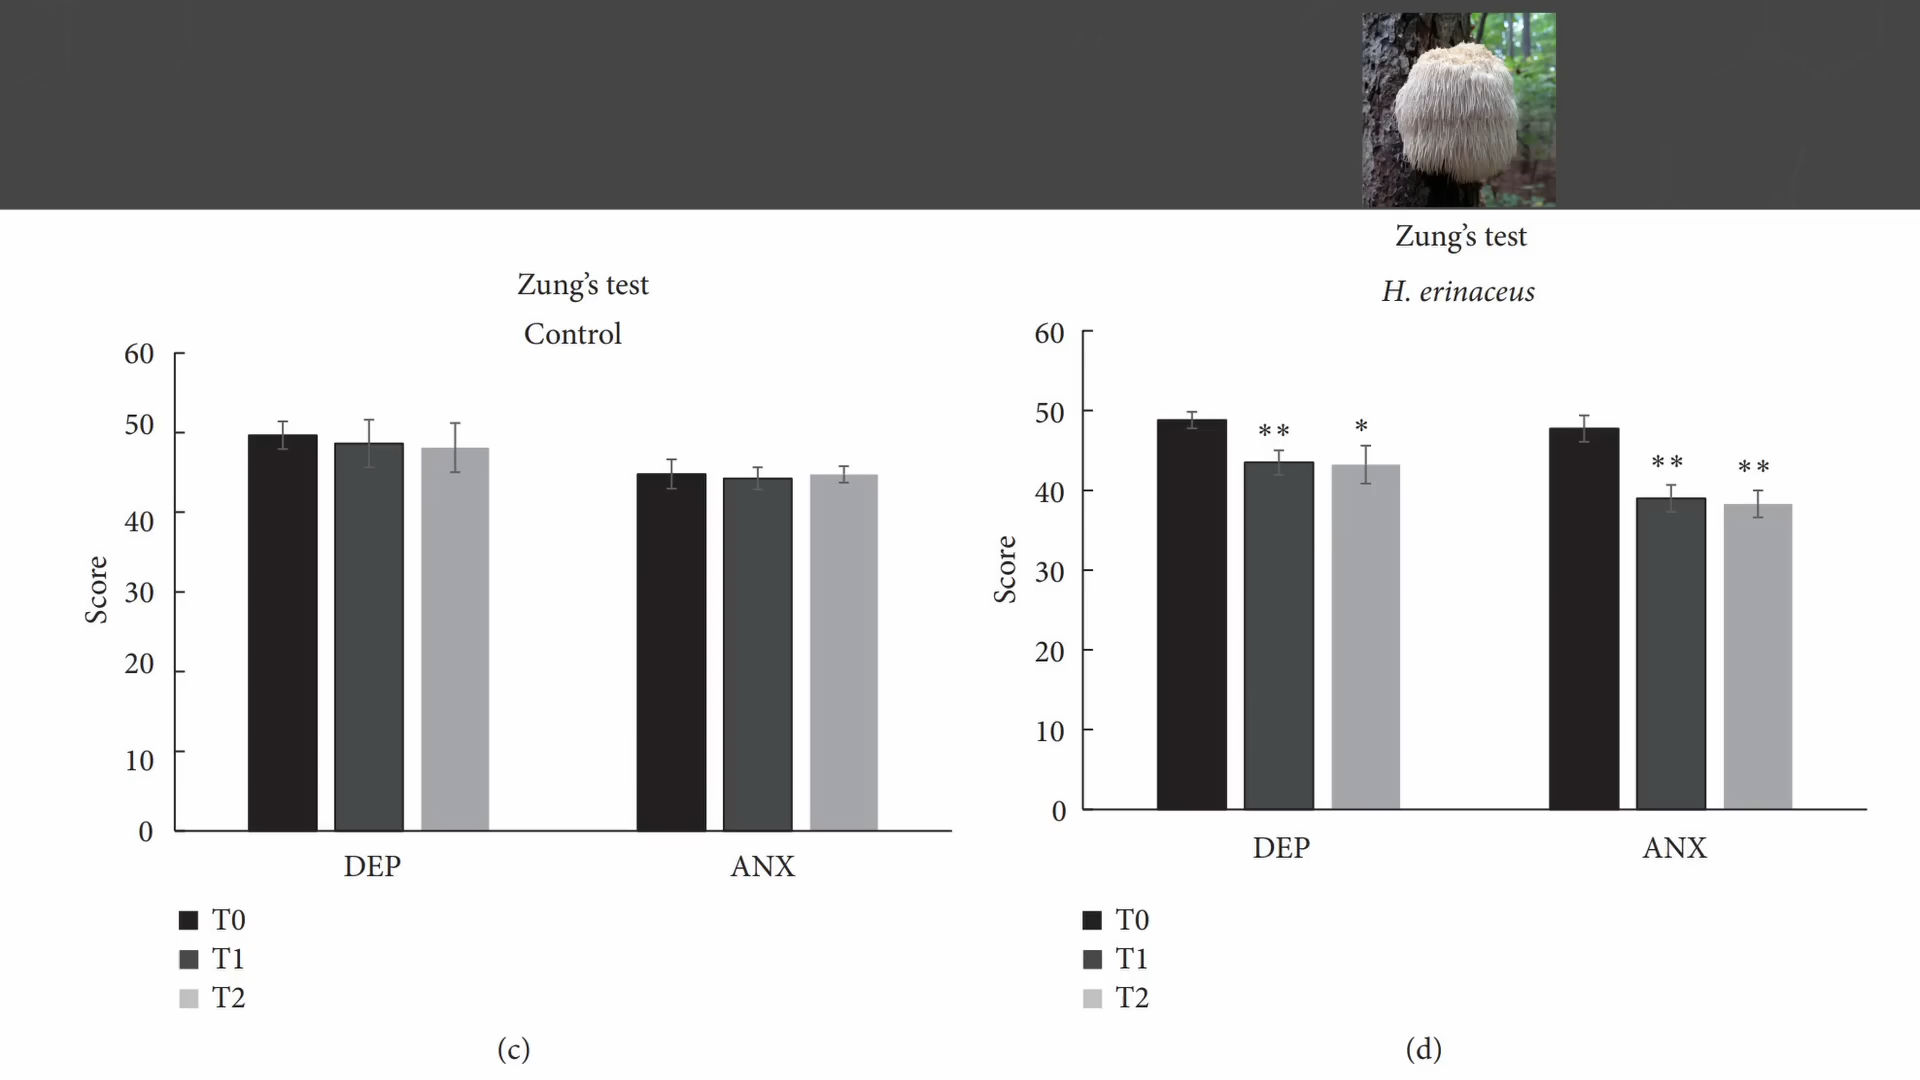 Zung's test
Control
60
50
40
30
20
10
0
Score
DEP
ANX
T0
T1
T2
(c)
Zung's test
H. erinaceus
60
50
40
30
20
10
0
Score
**
*
**
**
DEP
ANX
T0
T1
T2
(d)